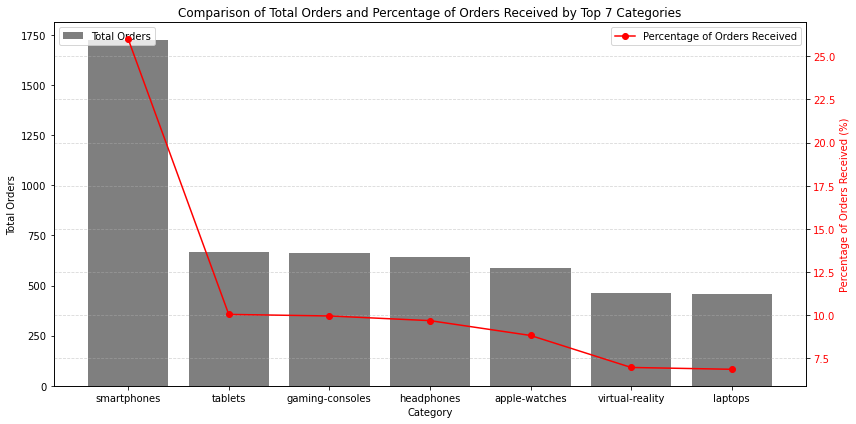 Comparison of Total Orders and Percentage of Orders Received by Top 7 Categories
Total Orders
Percentage of Orders Received
1750
1500
1250
1000
750
500
250
0
Total Orders
25.0
22.5
20.0
17.5
15.0
12.5
10.0
7.5
Percentage of Orders Received (%)
smartphones tablets gaming-consoles headphones apple-watches virtual-reality laptops
Category